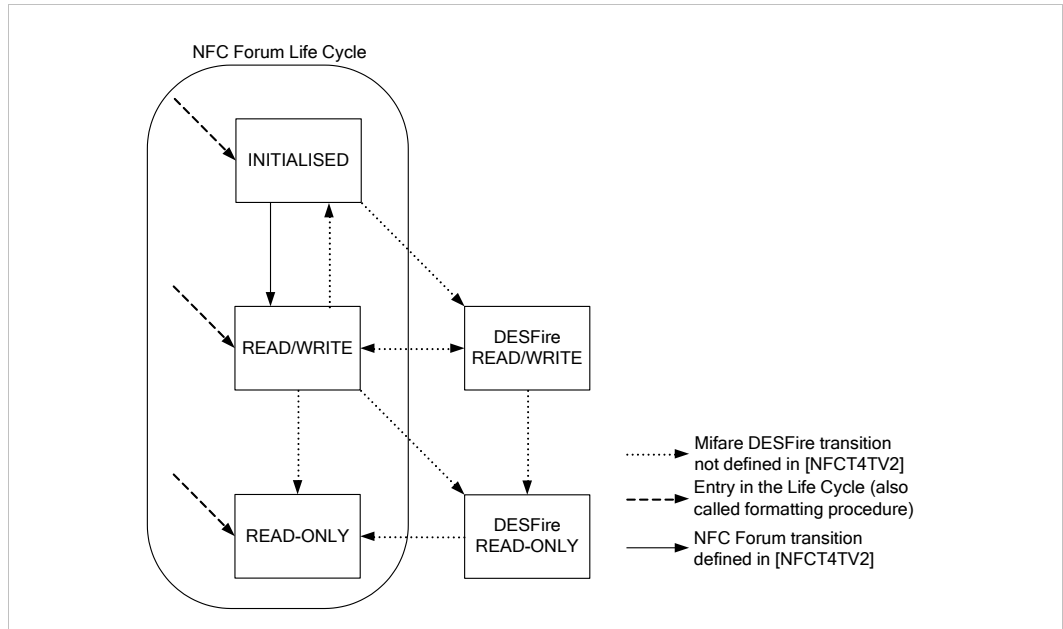 NFC Forum Life Cycle
INITIALISED
READ/WRITE
DESFire
READ/WRITE
READ-ONLY
DESFire
READ-ONLY
Mifare DESFire transition
not defined in [NFCT4TV2]
Entry in the Life Cycle (also
called formatting procedure)
NFC Forum transition
defined in [NFCT4TV2]